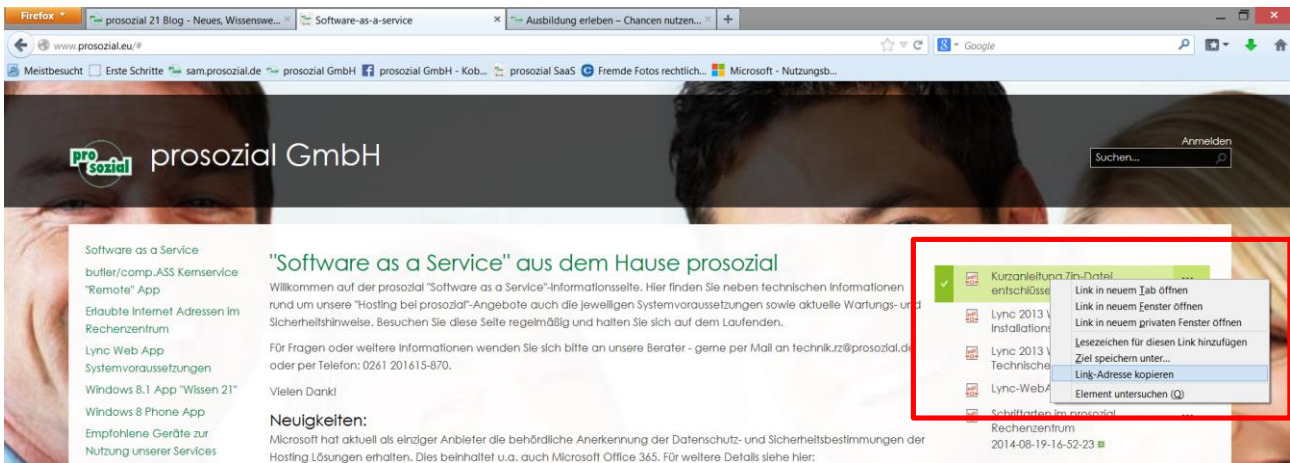 Firefox
prosozial 21 Blog - Neues, Wissenswe...
Software-as-a-service
Ausbildung erleben – Chancen nutzen...
www.prosozial.eu/#
Google
Meistbesucht Erste Schritte sam.prosozial.de prosozial GmbH prosozial GmbH - Kob... prosozial SaaS Fremde Fotos rechtlich... Microsoft - Nutzungsb...
pro sozial
prosozial GmbH
Anmelden
Suchen...
Software as a Service
butler/comp.ASS Kernservice
"Remote" App
Erlaubte Internet Adressen im
Rechenzentrum
Lync Web App
Systemvoraussetzungen
Windows 8.1 App "Wissen 21"
Windows 8 Phone App
Empfohlene Geräte zur
Nutzung unserer Services
"Software as a Service" aus dem Hause prosozial
Willkommen auf der prosozial "Software as a Service"-Informationsseite. Hier finden Sie neben technischen Informationen
rund um unsere "Hosting bei prosozial"-Angebote auch die jeweiligen Systemvoraussetzungen sowie aktuelle Wartungs- und
Sicherheitshinweise. Besuchen Sie diese Seite regelmäßig und halten Sie sich auf dem Laufenden.
Für Fragen oder weitere Informationen wenden Sie sich bitte an unsere Berater - gerne per Mail an technik.rz@prosozial.de
oder per Telefon: 0261 201615-870.
Vielen Dank!
Neuigkeiten:
Microsoft hat aktuell als einziger Anbieter die behördliche Anerkennung der Datenschutz- und Sicherheitsbestimmungen der
Hosting Lösungen erhalten. Dies beinhaltet u.a. auch Microsoft Office 365. Für weitere Details siehe hier:
Kurzanleitung Zip-Datei ...
entschlüsse
Lync 2013
Installations
Lync 2013
Technische
Lync-WebA
Schriftarten im prosozial ...
Rechenzentrum
2014-08-19-16-52-23
Link in neuem Tab öffnen
Link in neuem Fenster öffnen
Link in neuem privaten Fenster öffnen
Lesezeichen für diesen Link hinzufügen
Ziel speichern unter...
Link-Adresse kopieren
Element untersuchen (Q)